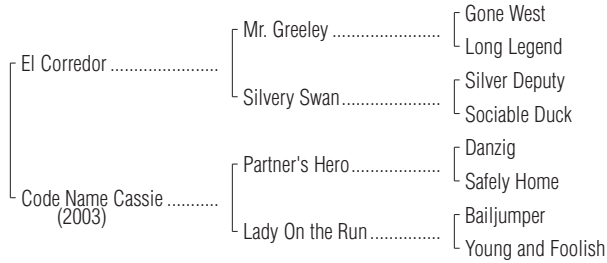 Gone West
Mr. Greeley ....................
Long Legend
El Corredor ...........................
Silver Deputy
Silvery Swan.........................
Sociable Duck
Danzig
Partner's Hero......................
Safely Home
Code Name Cassie ............
(2003)
Bailjumper
Lady On the Run .................
Young and Foolish